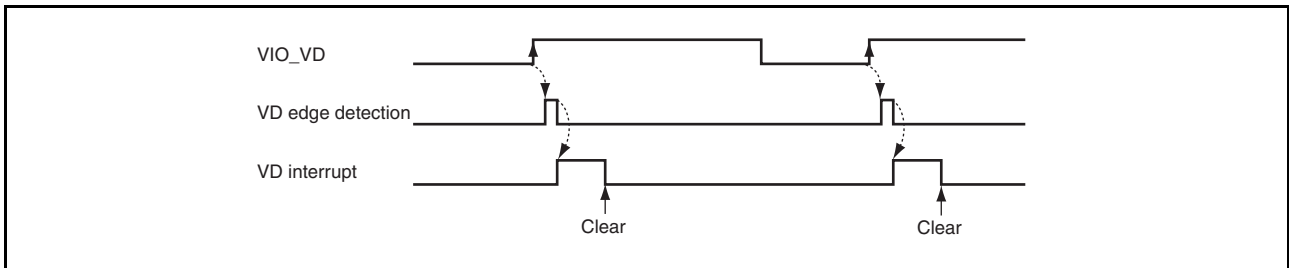 VIO_VD
VD edge detection
VD interrupt
Clear
Clear